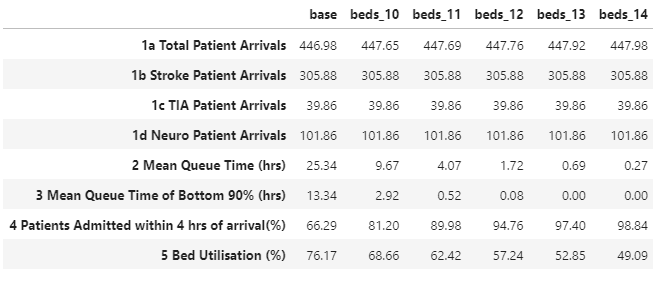 base beds_10 beds_11 beds_12 beds_13 beds_14
1a Total Patient Arrivals 446.98 447.65 447.69 447.76 447.92 447.98
1b Stroke Patient Arrivals 305.88 305.88 305.88 305.88 305.88 305.88
1c TIA Patient Arrivals 39.86 39.86 39.86 39.86 39.86 39.86
1d Neuro Patient Arrivals 101.86 101.86 101.86 101.86 101.86 101.86
2 Mean Queue Time (hrs) 25.34 9.67 4.07 1.72 0.69 0.27
3 Mean Queue Time of Bottom 90% (hrs) 13.34 2.92 0.52 0.08 0.00 0.00
4 Patients Admitted within 4 hrs of arrival(%) 66.29 81.20 89.98 94.76 97.40 98.84
5 Bed Utilisation (%) 76.17 68.66 62.42 57.24 52.85 49.09